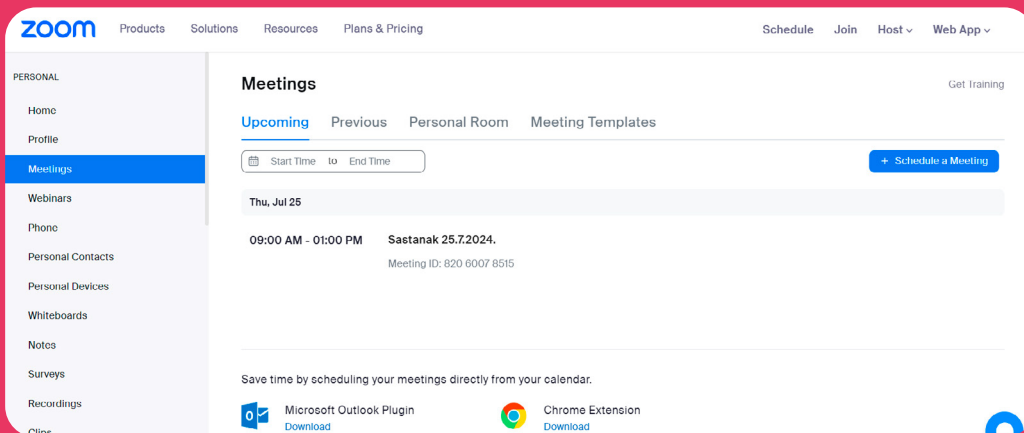 zoom Products Solutions Resources Plans & Pricing Schedule Join Host Web App
PERSONAL
Home
Profile
Meetings
Webinars
Phone
Personal Contacts
Personal Devices
Whiteboards
Notes
Surveys
Recordings
Clips
Meetings
Get Training
Upcoming Previous Personal Room Meeting Templates
Start Time to End Time
+ Schedule a Meeting
Thu, Jul 25
09:00 AM - 01:00 PM Sastanak 25.7.2024.
Meeting ID: 820 6007 8515
Save time by scheduling your meetings directly from your calendar.
Microsoft Outlook Plugin
Download
Chrome Extension
Download